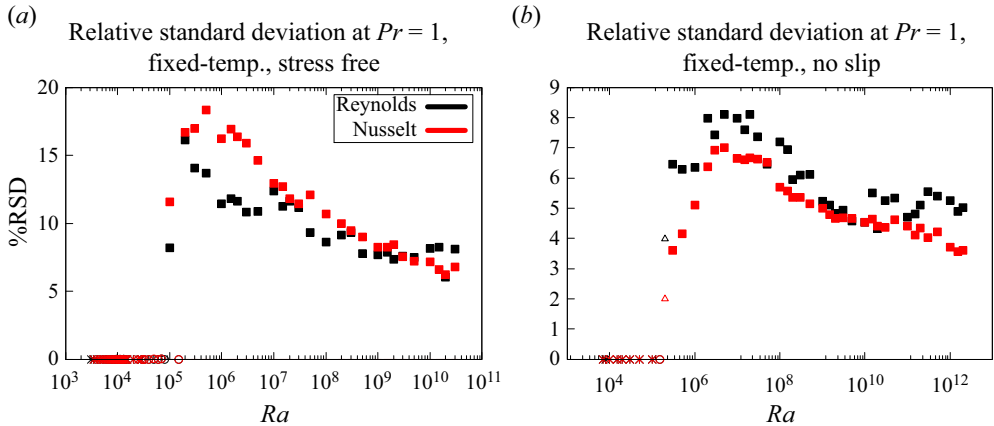 (a)
Relative standard deviation at Pr = 1,
fixed-temp., stress free
20
15
10
5
0
%RSD
Reynolds
Nusselt
10^3 10^4 10^5 10^6 10^7 10^8 10^9 10^10 10^11
Ra
(b)
Relative standard deviation at Pr = 1,
fixed-temp., no slip
9
8
7
6
5
4
3
2
1
0
10^4 10^6 10^8 10^10 10^12
Ra